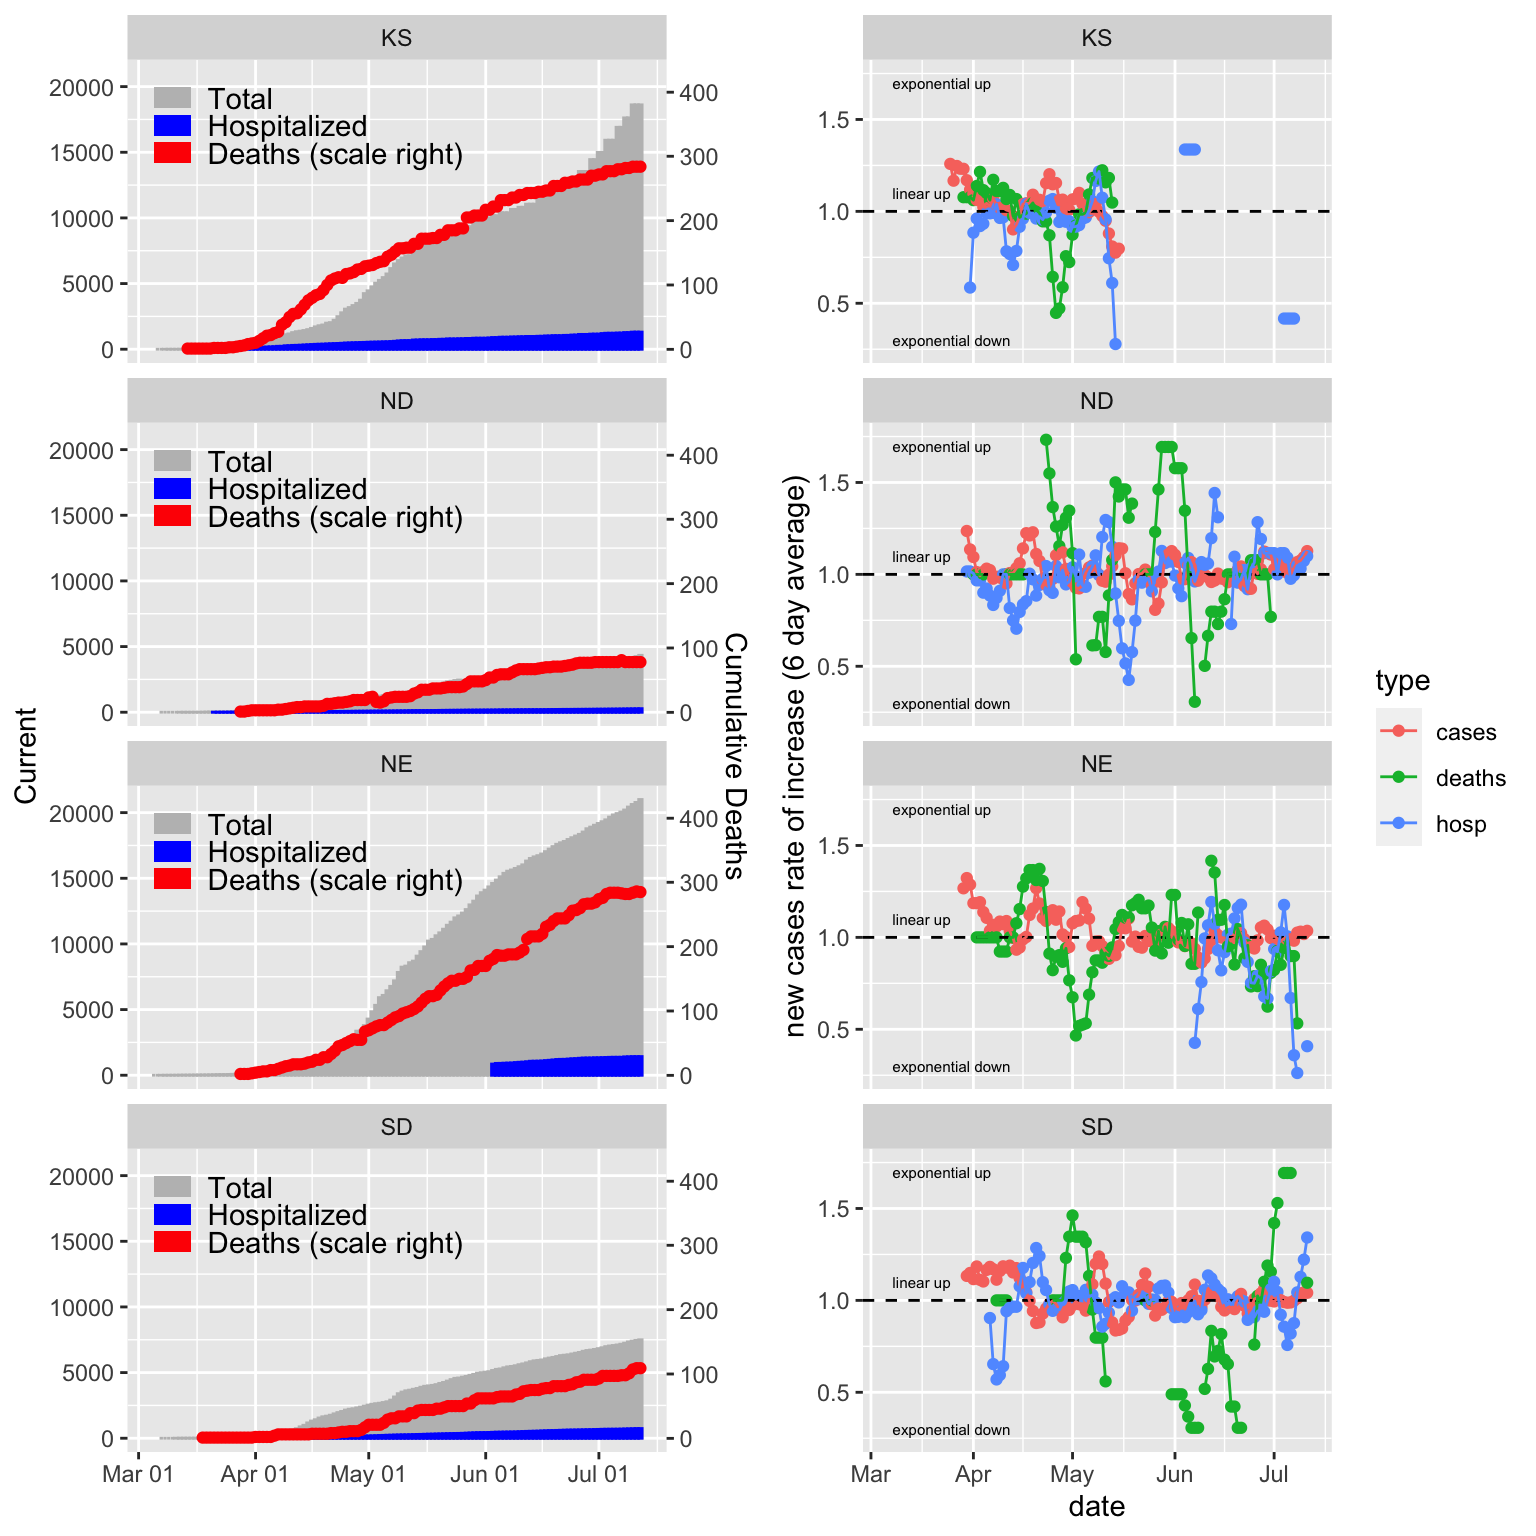 KS
20000
15000
10000
5000
0
Total
Hospitalized
Deaths (scale right)
400
300
200
100
0
ND
20000
15000
10000
5000
0
Total
Hospitalized
Deaths (scale right)
400
300
200
100
0
NE
20000
15000
10000
5000
0
Total
Hospitalized
Deaths (scale right)
400
300
200
100
0
SD
20000
15000
10000
5000
0
Total
Hospitalized
Deaths (scale right)
400
300
200
100
0
Mar 01
Apr 01
May 01
Jun 01
Jul 01
Current
Cumulative Deaths
KS
1.5
1.0
0.5
exponential up
linear up
exponential down
ND
1.5
1.0
0.5
exponential up
linear up
exponential down
NE
1.5
1.0
0.5
exponential up
linear up
exponential down
SD
1.5
1.0
0.5
exponential up
linear up
exponential down
Mar
Apr
May
Jun
Jul
date
new cases rate of increase (6 day average)
type
cases
deaths
hosp